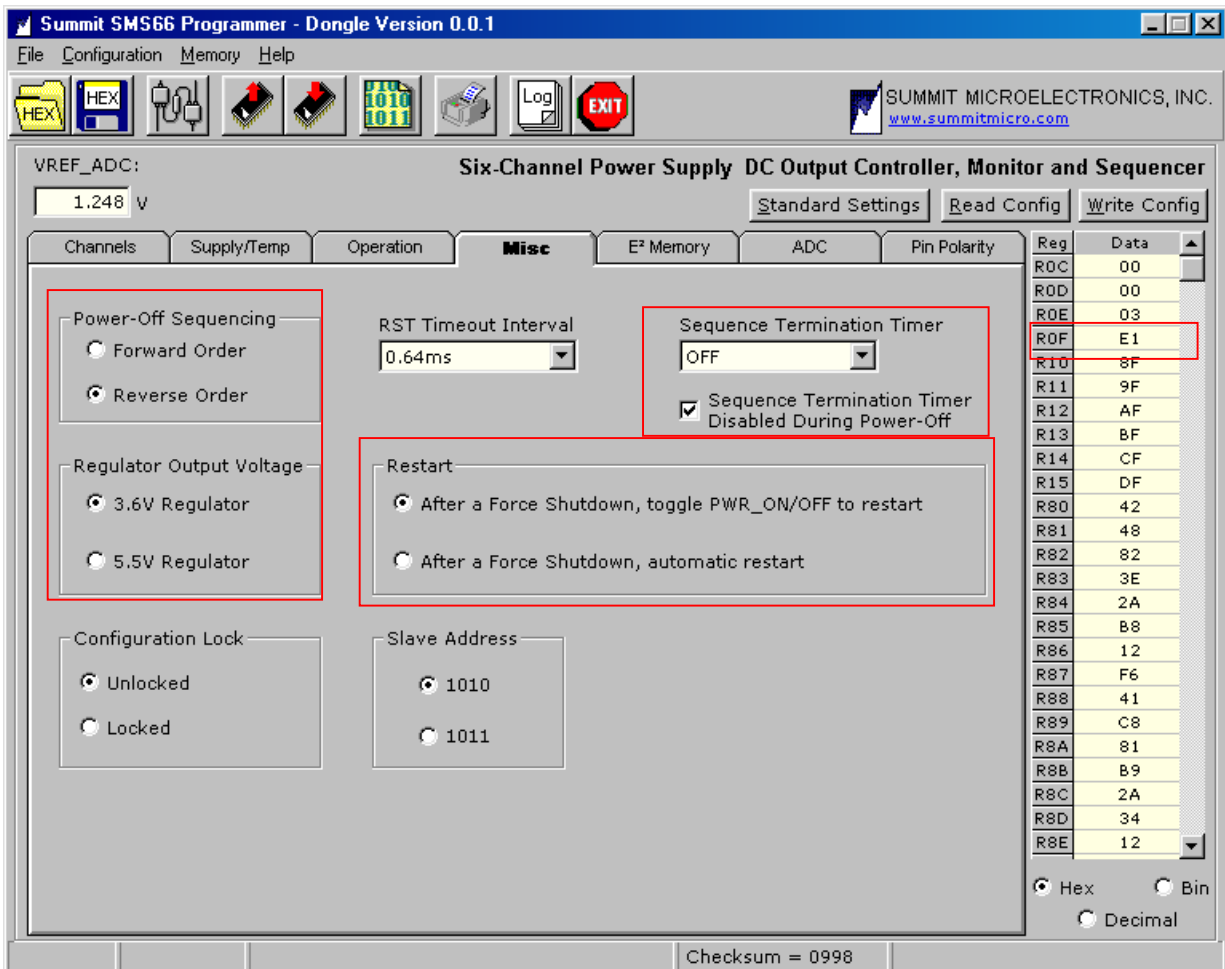 Summit SMS66 Programmer - Dongle Version 0.0.1
File Configuration Memory Help
HEX HEX 1010 1011 Log EXIT
SUMMIT MICROELECTRONICS, INC.
www.summitmicro.com
VREF_ADC:
1.248 V
Six-Channel Power Supply DC Output Controller, Monitor and Sequencer
Standard Settings Read Config Write Config
Channels Supply/Temp Operation Misc E² Memory ADC Pin Polarity
Power-Off Sequencing
Forward Order
Reverse Order
RST Timeout Interval
0.64ms
Sequence Termination Timer
OFF
Sequence Termination Timer
Disabled During Power-Off
Regulator Output Voltage
3.6V Regulator
5.5V Regulator
Restart
After a Force Shutdown, toggle PWR_ON/OFF to restart
After a Force Shutdown, automatic restart
Configuration Lock
Unlocked
Locked
Slave Address
1010
1011
Reg Data
R0C 00
R0D 00
R0E 03
R0F E1
R10 8F
R11 9F
R12 AF
R13 BF
R14 CF
R15 DF
R80 42
R81 48
R82 82
R83 3E
R84 2A
R85 B8
R86 12
R87 F6
R88 41
R89 C8
R8A 81
R8B B9
R8C 2A
R8D 34
R8E 12
Hex Bin
Decimal
Checksum = 0998